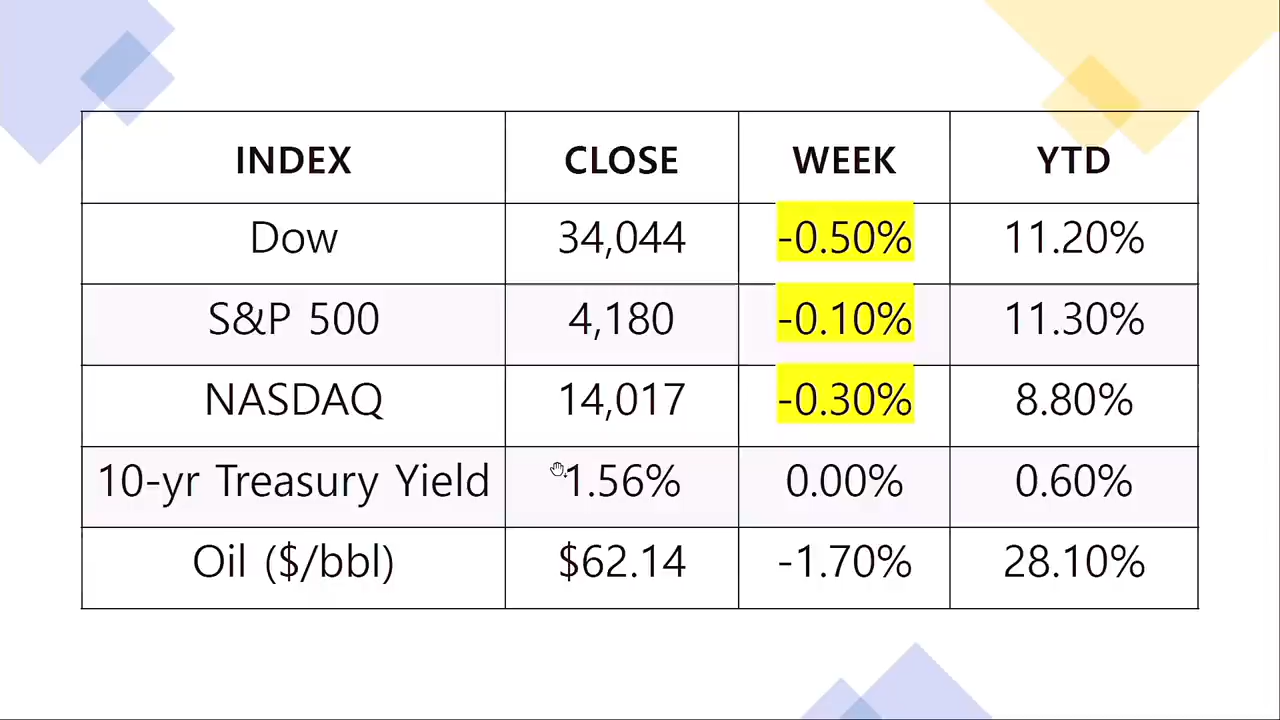 INDEX CLOSE WEEK YTD
Dow 34,044 -0.50% 11.20%
S&P 500 4,180 -0.10% 11.30%
NASDAQ 14,017 -0.30% 8.80%
10-yr Treasury Yield 1.56% 0.00% 0.60%
Oil ($/bbl) $62.14 -1.70% 28.10%